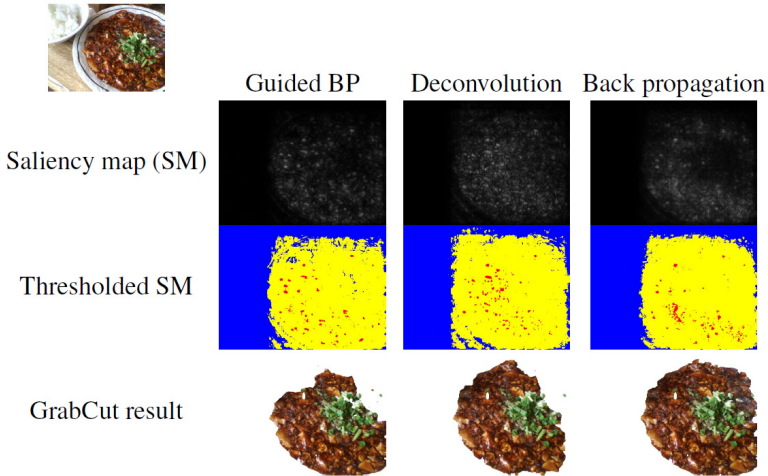 Guided BP Deconvolution Back propagation
Saliency map (SM)
Thresholded SM
GrabCut result